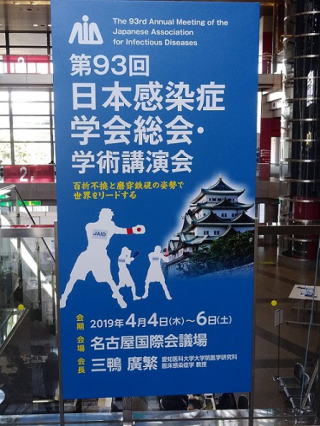 The 93rd Annual Meeting of the
Japanese Association
for Infectious Diseases
第93回
日本感染症
学会総会・
学術講演会
百折不撓と磨穿鉄硯の姿勢で
世界をリードする
JAID
会期 2019年4月4日(木)～6日(土)
会場 名古屋国際会議場
会長 三鴨 廣繁 愛知医科大学大学院医学研究科
臨床感染症学 教授
2